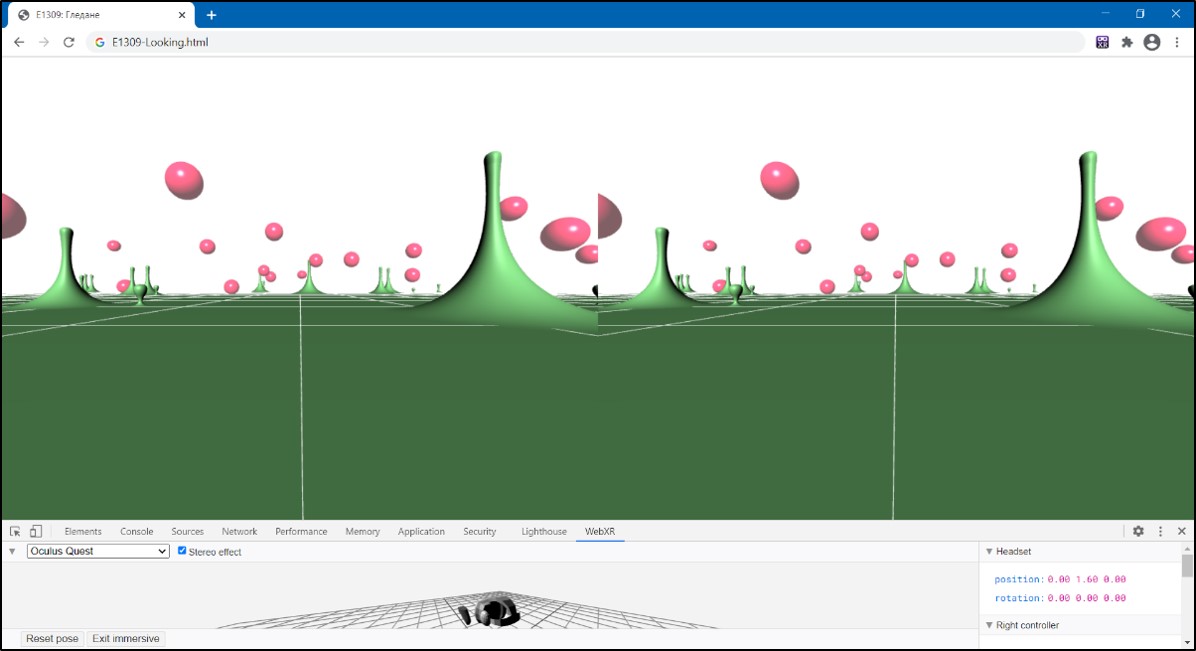 E1309: Гледане
E1309-Looking.html
Elements Console Sources Network Performance Memory Application Security Lighthouse WebXR
Oculus Quest Stereo effect
Headset
position: 0.00 1.60 0.00
rotation: 0.00 0.00 0.00
Right controller
Reset pose Exit immersive